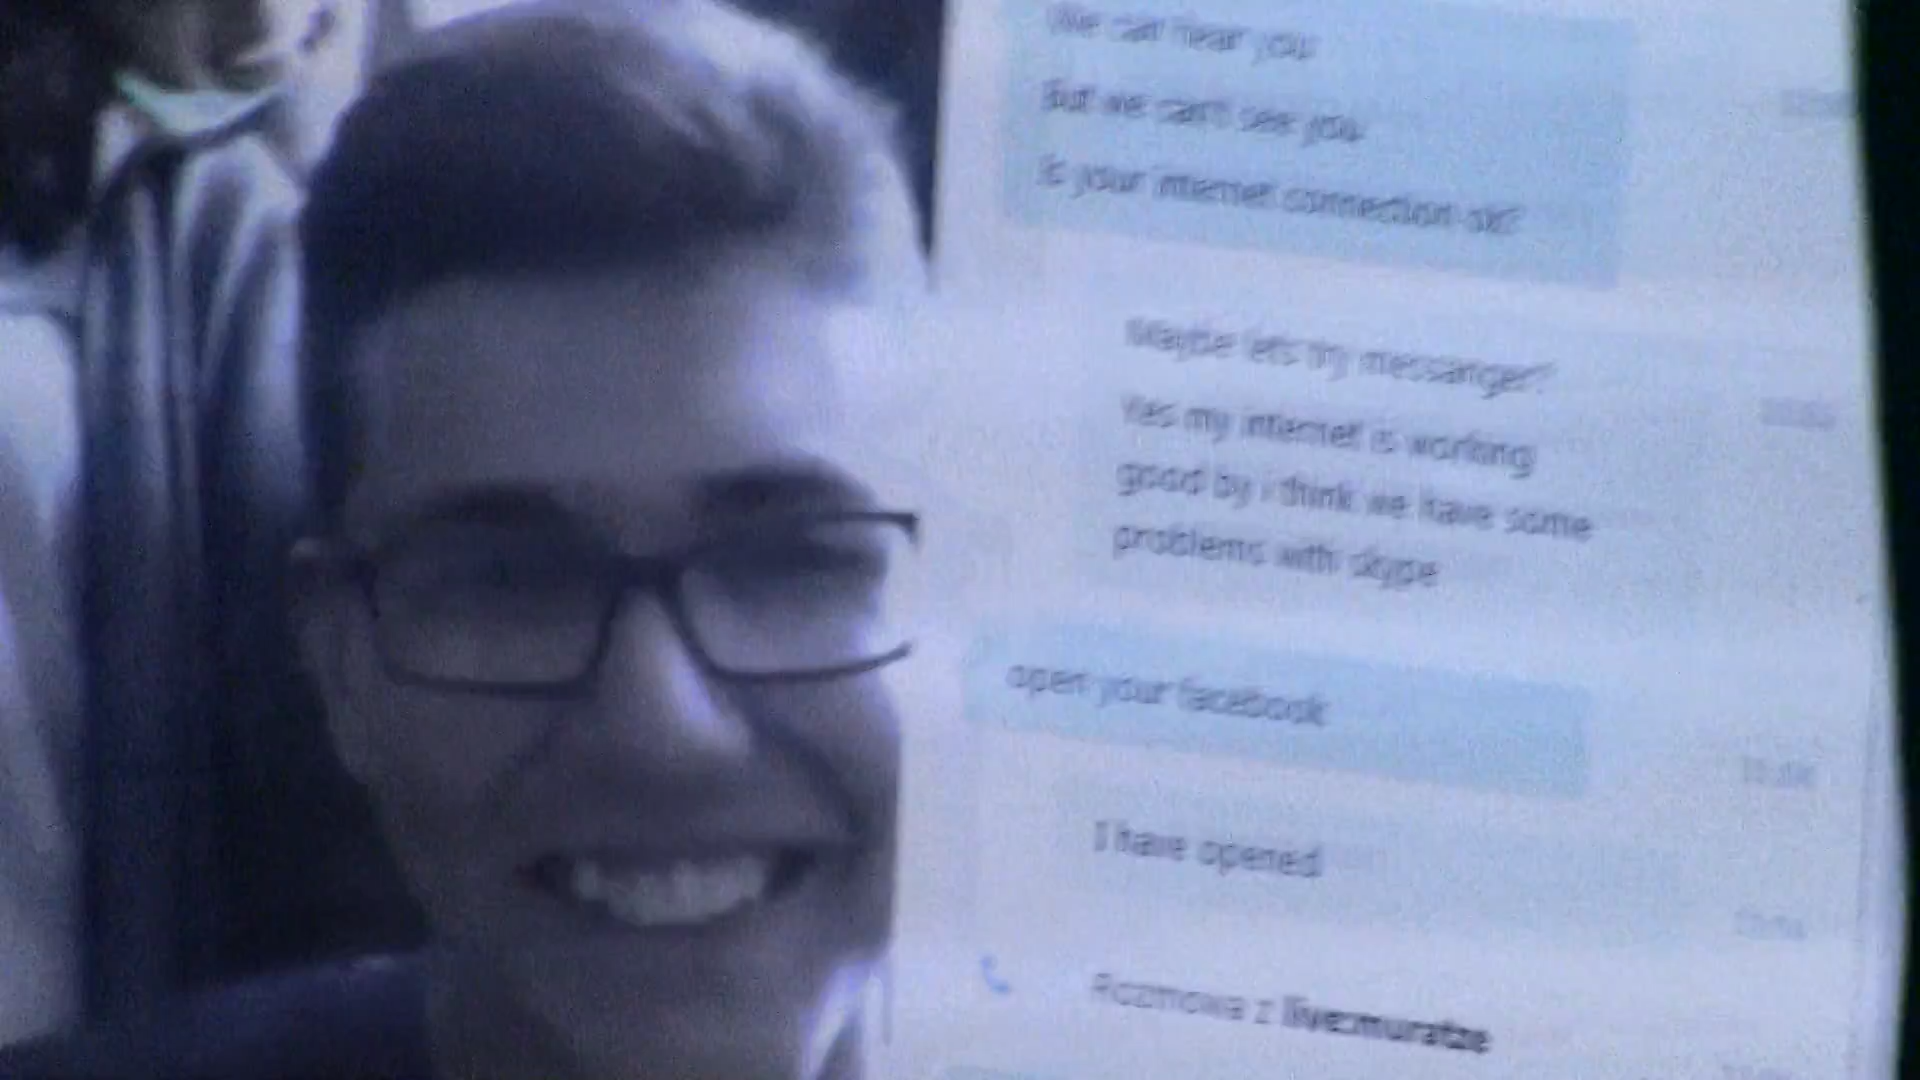 We can hear you
But we can't see you
Is your internet connection ok?
Maybe lets try messanger?
Yes my internet is working
good by i think we have some
problems with skype
open your facebook
I have opened
Rozmowa z live:muratze